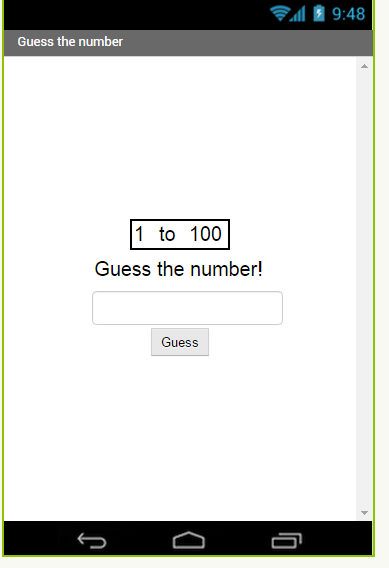 9:48
Guess the number
1 to 100
Guess the number!
Guess